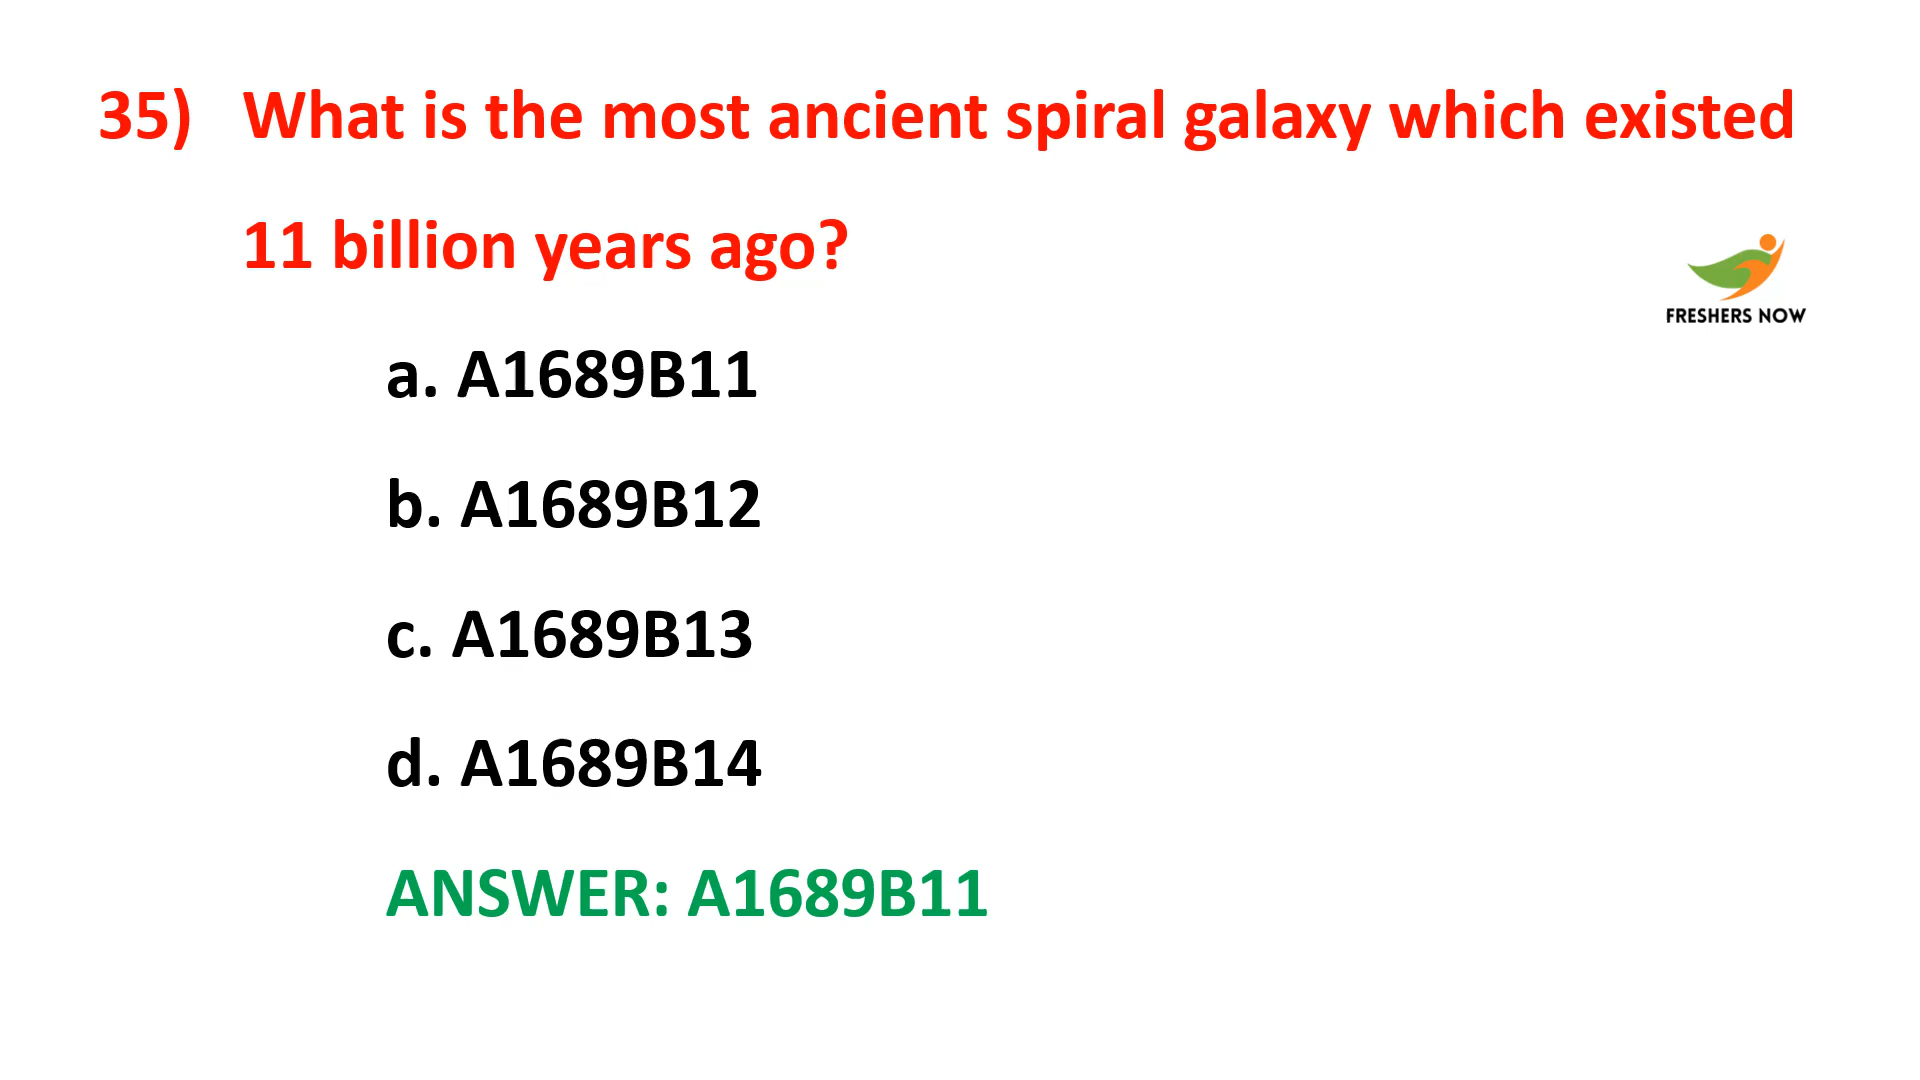 35) What is the most ancient spiral galaxy which existed
11 billion years ago?
FRESHERS NOW
a. A1689B11
b. A1689B12
c. A1689B13
d. A1689B14
ANSWER: A1689B11